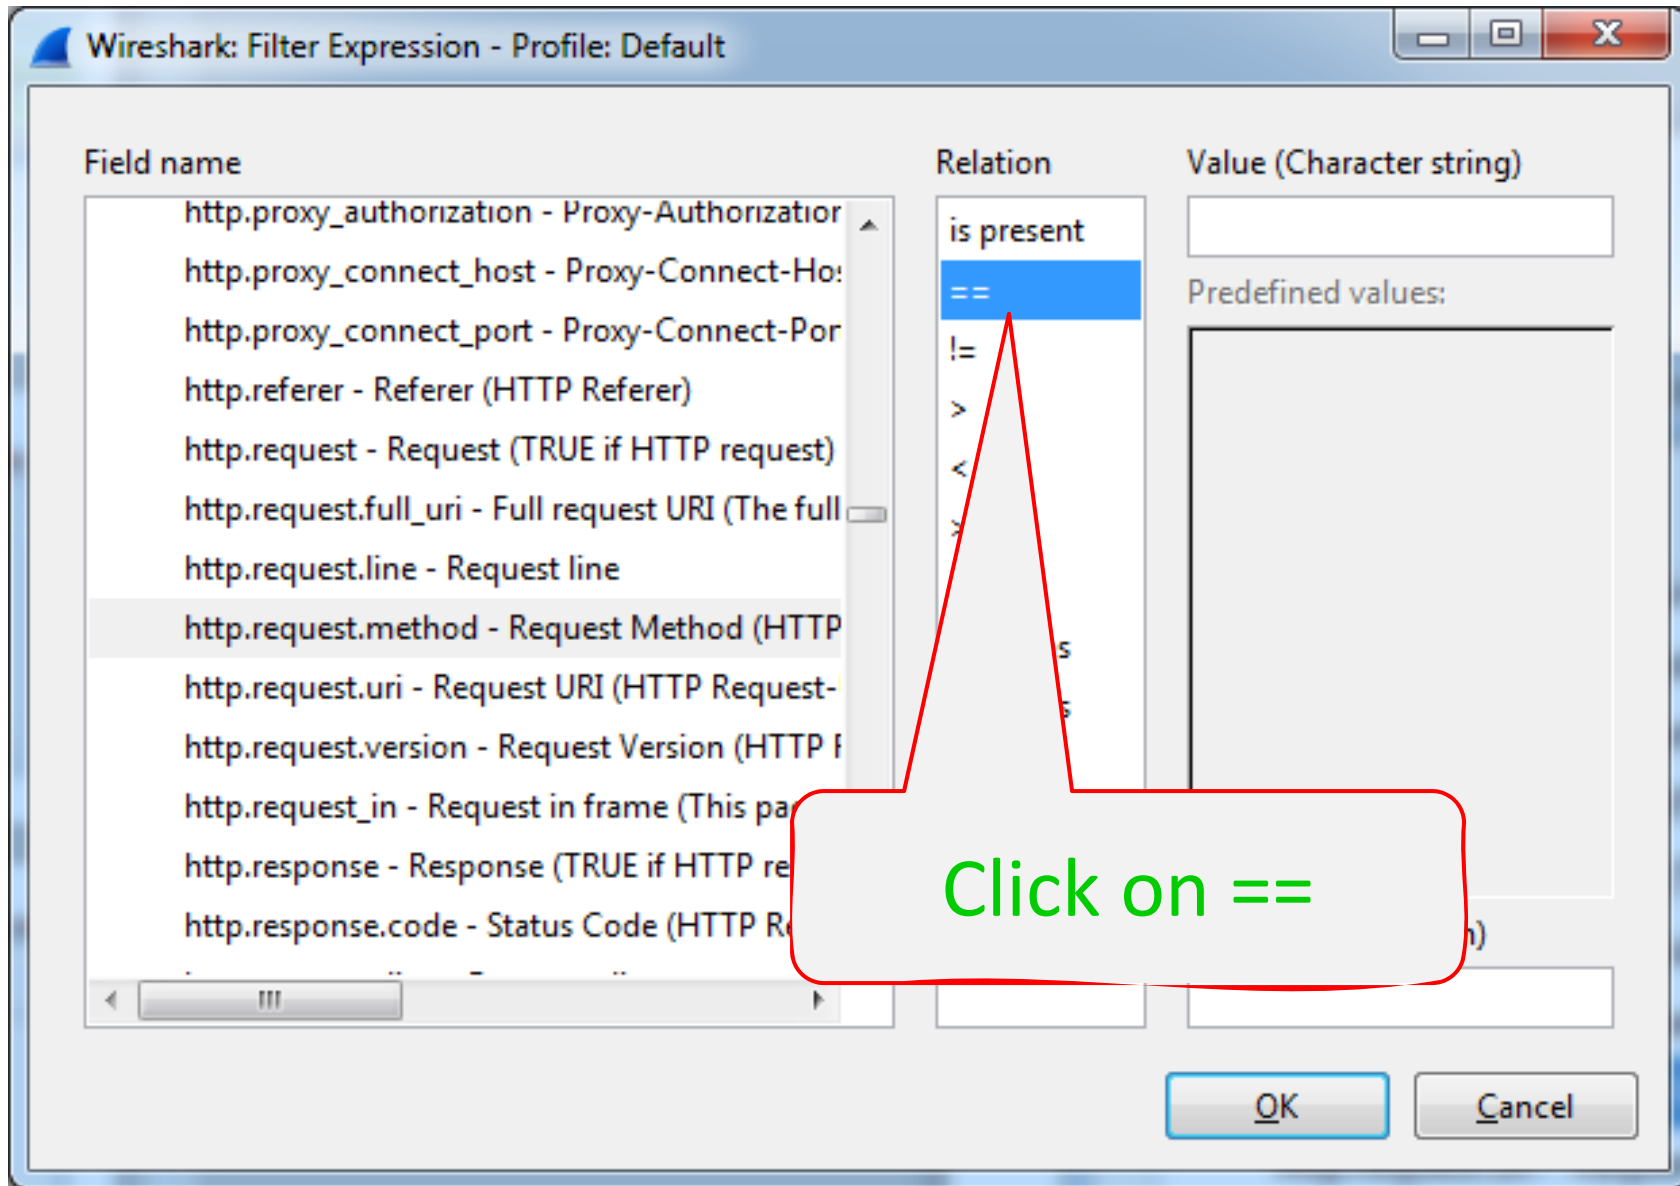 Wireshark: Filter Expression - Profile: Default
Field name
http.proxy_authorization - Proxy-Authorization
http.proxy_connect_host - Proxy-Connect-Hos
http.proxy_connect_port - Proxy-Connect-Por
http.referer - Referer (HTTP Referer)
http.request - Request (TRUE if HTTP request)
http.request.full_uri - Full request URI (The full
http.request.line - Request line
http.request.method - Request Method (HTTP
http.request.uri - Request URI (HTTP Request-
http.request.version - Request Version (HTTP R
http.request_in - Request in frame (This pa
http.response - Response (TRUE if HTTP re
http.response.code - Status Code (HTTP Re
Relation
is present
==
!=
>
<
>
s
s
Value (Character string)
Predefined values:
n)
Click on ==
OK
Cancel